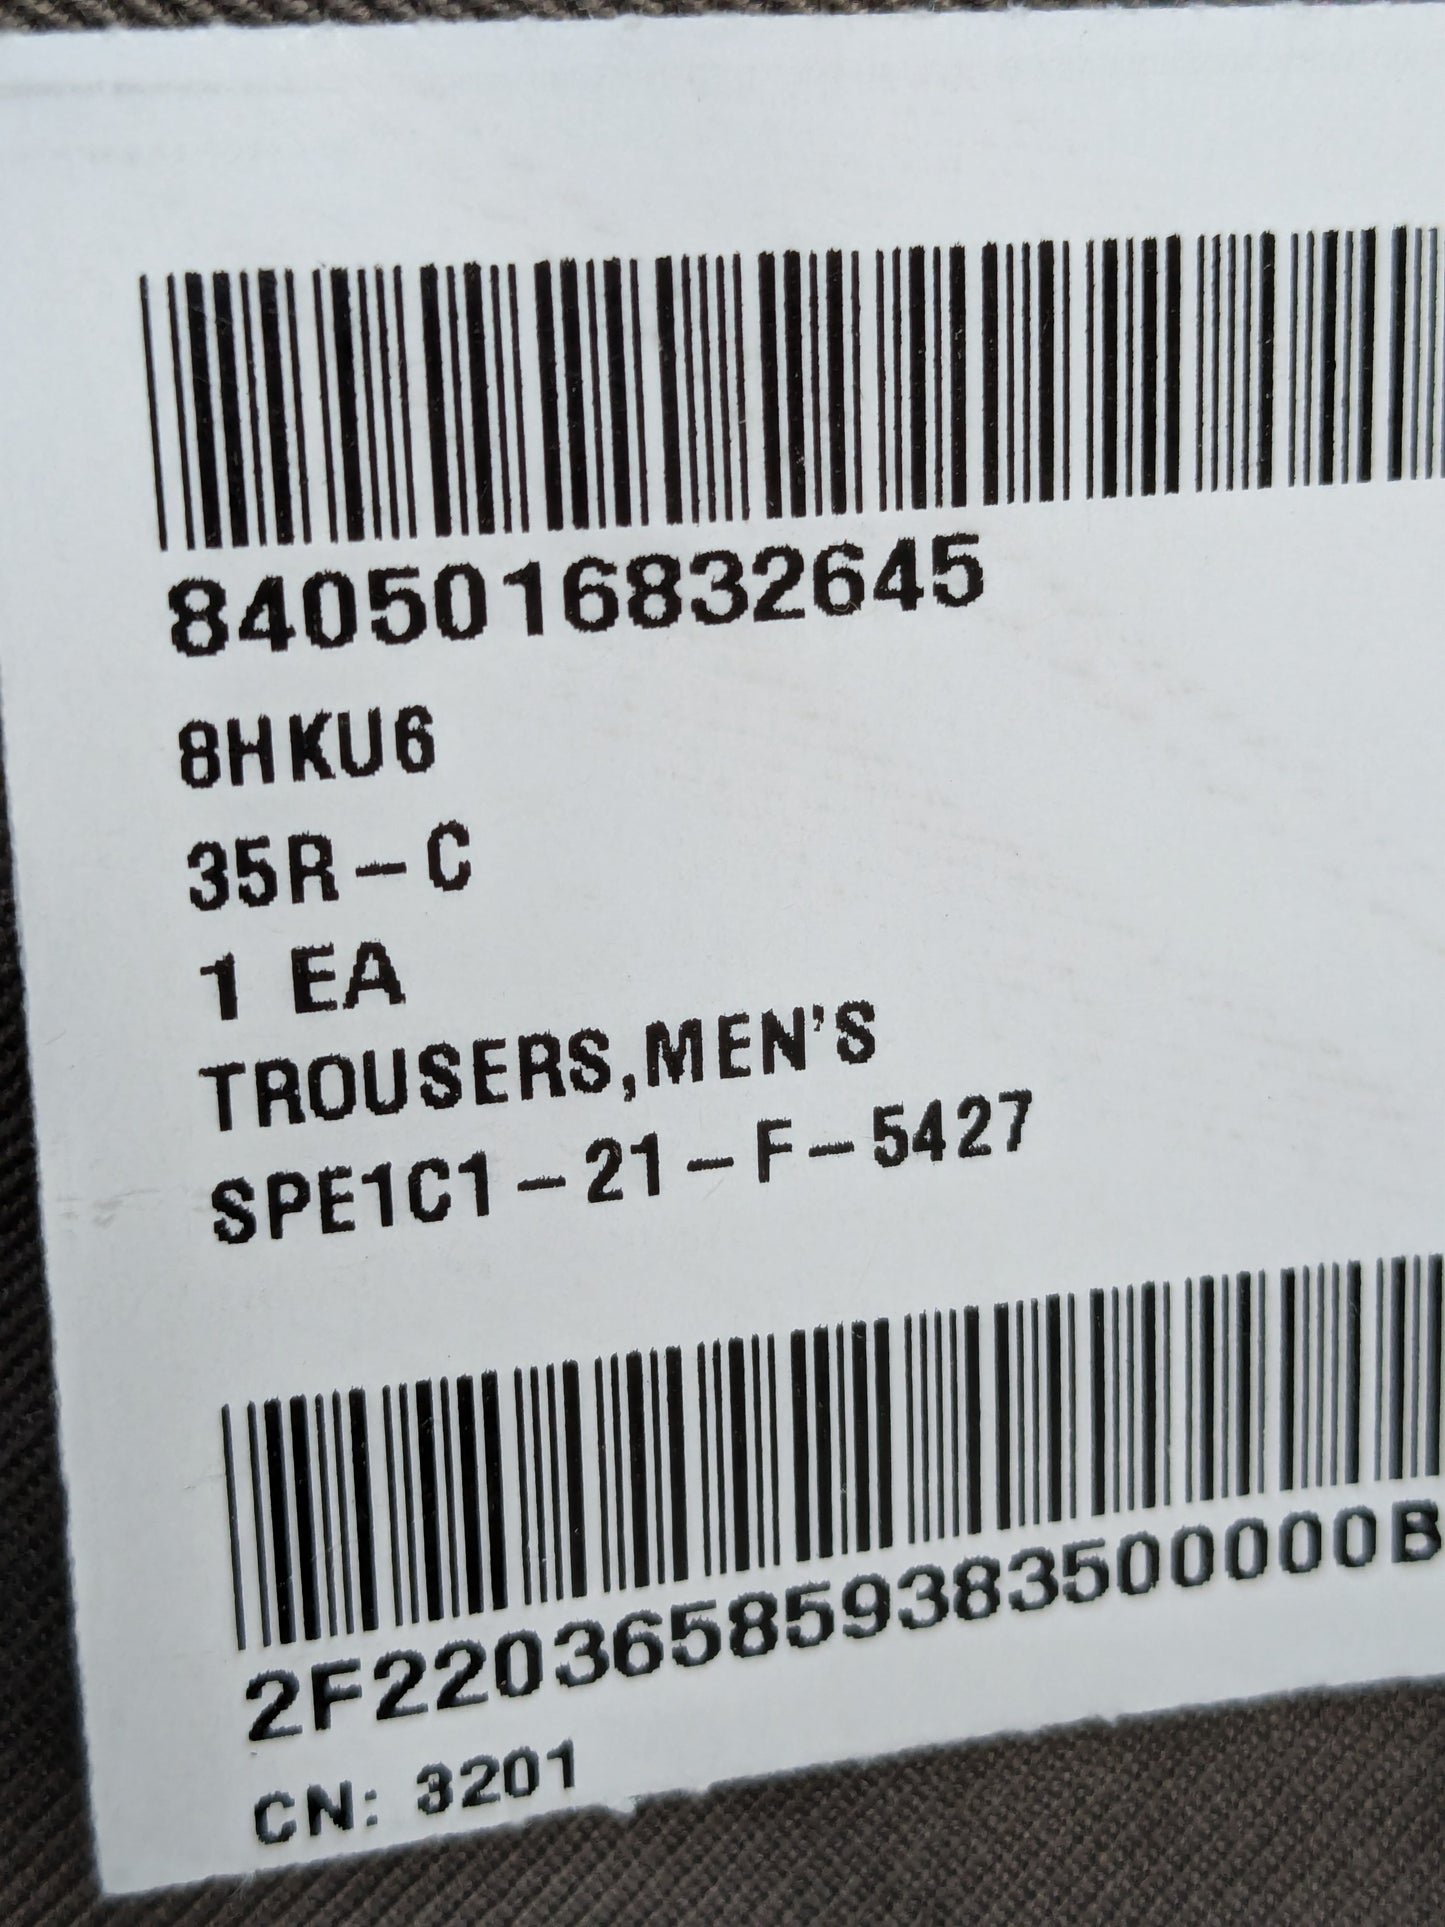 8405016832645
8HKU6
35R-C
1 EA
TROUSERS,MEN'S
SPE1C1-21-F-5427
2F220365859383500000B
CN: 3201